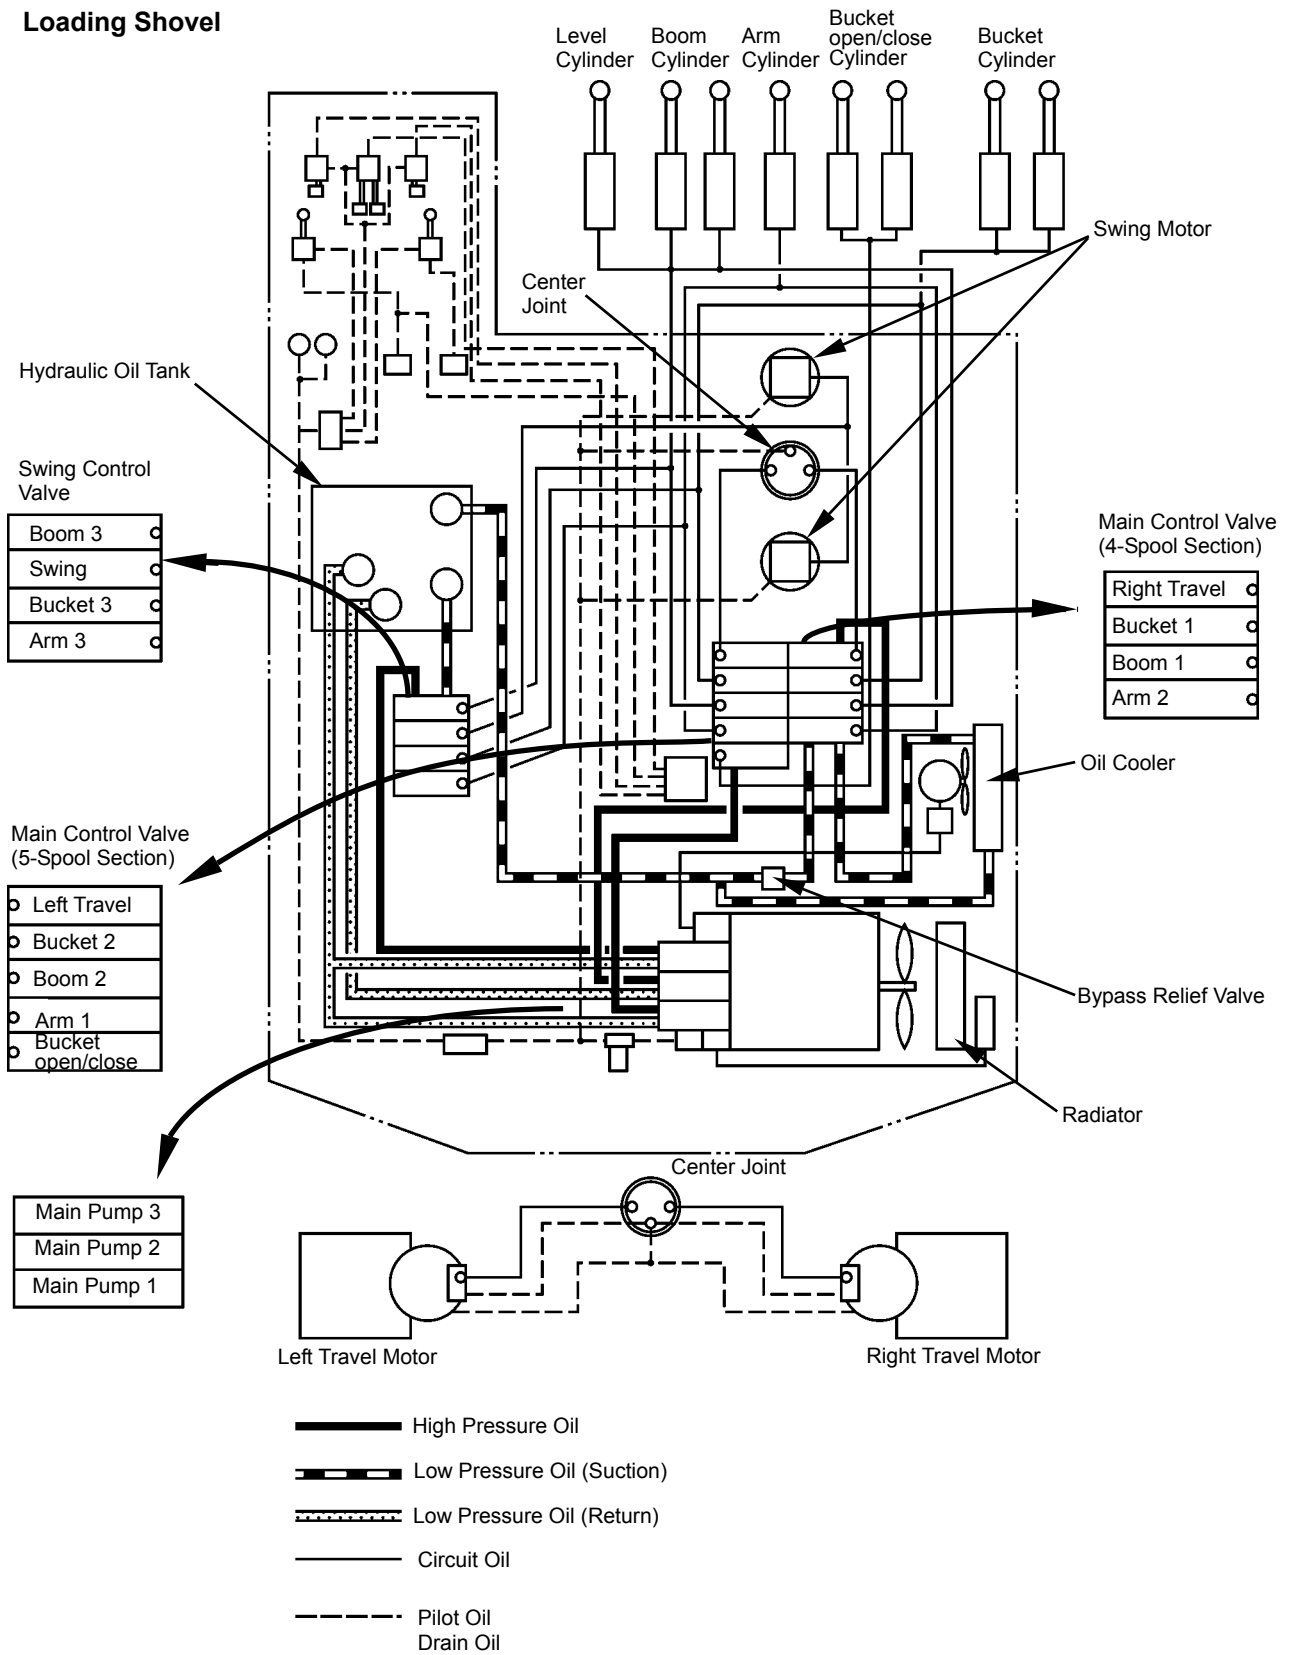 Loading Shovel
Level
Cylinder
Boom
Cylinder
Arm
Cylinder
Bucket
open/close
Cylinder
Bucket
Cylinder
Swing Motor
Center
Joint
Hydraulic Oil Tank
Swing Control
Valve
Boom 3
Swing
Bucket 3
Arm 3
Main Control Valve
(4-Spool Section)
Right Travel
Bucket 1
Boom 1
Arm 2
Oil Cooler
Main Control Valve
(5-Spool Section)
Left Travel
Bucket 2
Boom 2
Arm 1
Bucket
open/close
Bypass Relief Valve
Radiator
Center Joint
Main Pump 3
Main Pump 2
Main Pump 1
Left Travel Motor
Right Travel Motor
High Pressure Oil
Low Pressure Oil (Suction)
Low Pressure Oil (Return)
Circuit Oil
Pilot Oil
Drain Oil